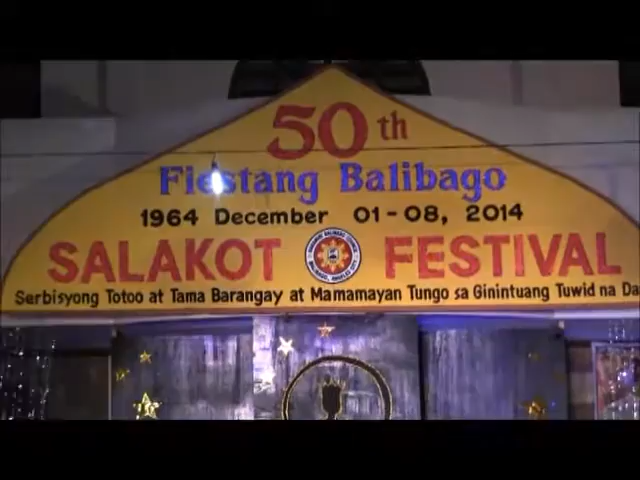 50th
Fiestang Balibago
1964 December 01-08, 2014
SALAKOT FESTIVAL
Serbisyong Totoo at Tama Barangay at Mamamayan Tungo sa Ginintuang Tuwid na